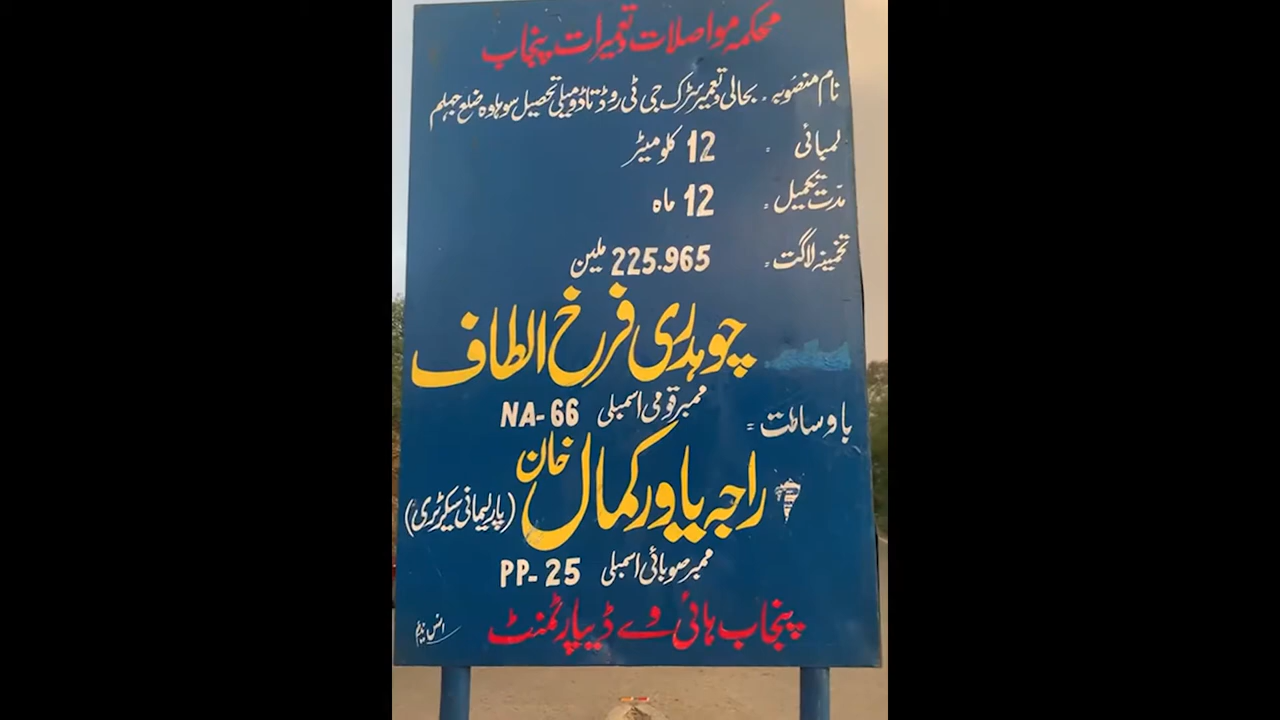 محکمہ مواصلات و تعمیرات پنجاب
نام منصوبہ = بحالی و تعمیر سڑک جی ٹی روڈ تا ڈومیلی تحصیل سوہاوہ ضلع جہلم
لمبائی = 12 کلومیٹر
مدت تکمیل = 12 ماہ
تخمینہ لاگت = 225.965 ملین
چوہدری فرخ الطاف
ممبر قومی اسمبلی NA-66
باوساطت =
راجہ یاور کمال خان (پارلیمانی سیکرٹری)
ممبر صوبائی اسمبلی PP-25
پنجاب ہائی وے ڈیپارٹمنٹ